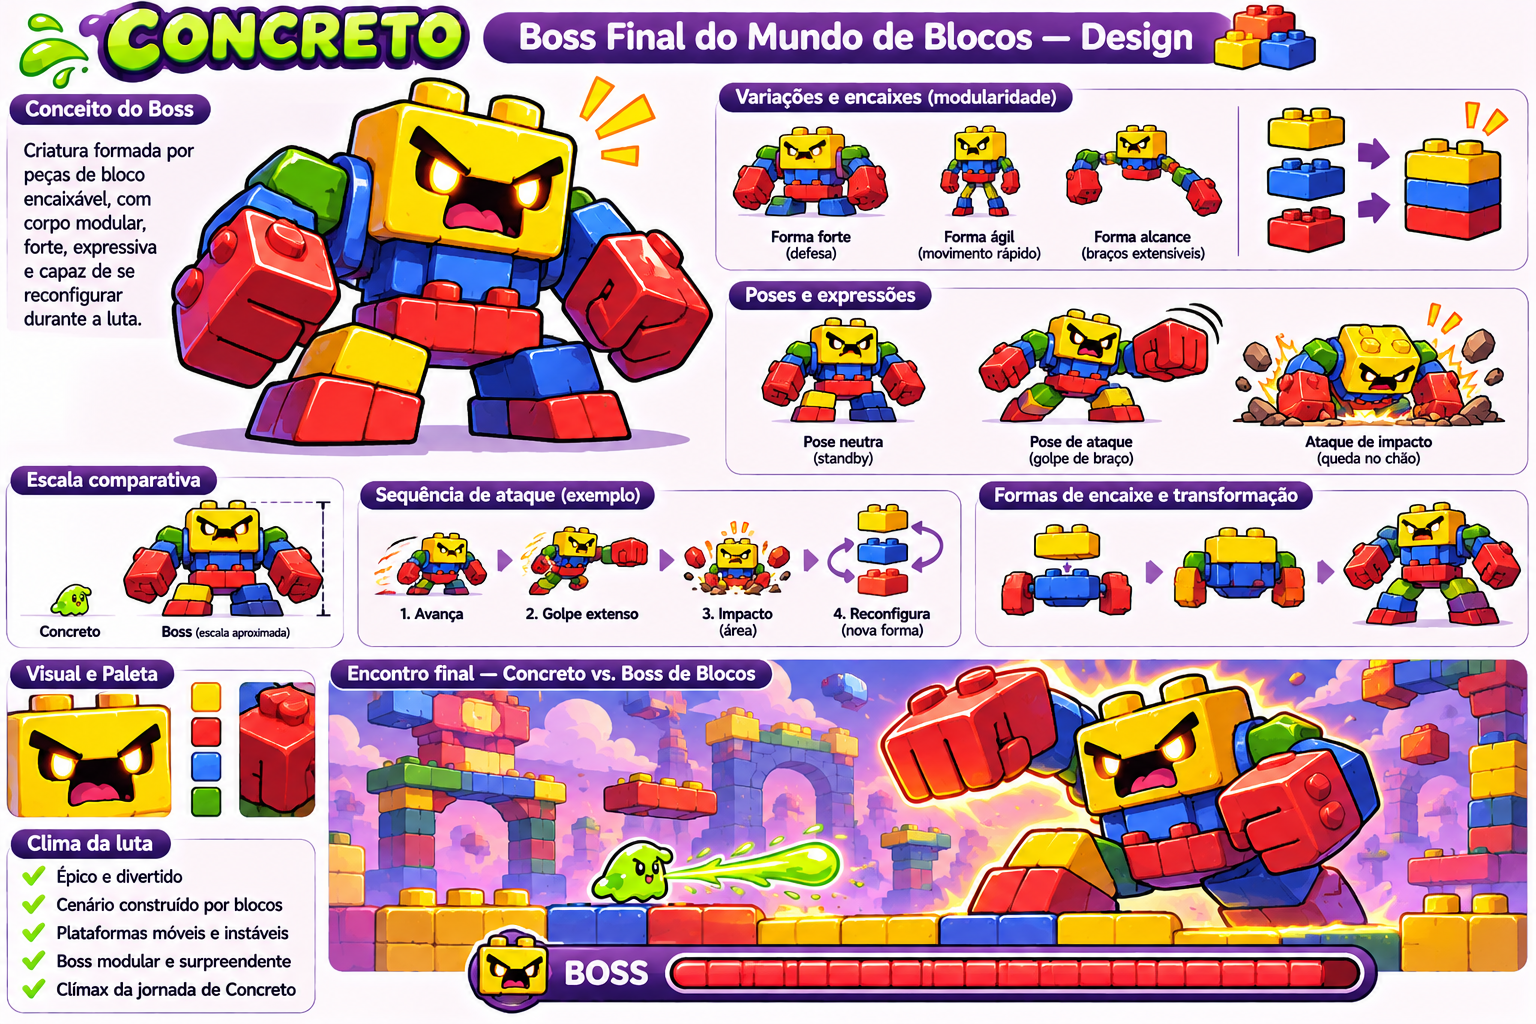 CONCRETO
Boss Final do Mundo de Blocos — Design
Conceito do Boss
Criatura formada por
peças de bloco
encaixável, com
corpo modular,
forte, expressiva
e capaz de se
reconfigurar
durante a luta.
Variações e encaixes (modularidade)
Forma forte
(defesa)
Forma ágil
(movimento rápido)
Forma alcance
(braços extensíveis)
Poses e expressões
Pose neutra
(standby)
Pose de ataque
(golpe de braço)
Ataque de impacto
(queda no chão)
Escala comparativa
Concreto
Boss (escala aproximada)
Sequência de ataque (exemplo)
1. Avança
2. Golpe extenso
3. Impacto
(área)
4. Reconfigura
(nova forma)
Formas de encaixe e transformação
Visual e Paleta
Clima da luta
Épico e divertido
Cenário construído por blocos
Plataformas móveis e instáveis
Boss modular e surpreendente
Clímax da jornada de Concreto
Encontro final — Concreto vs. Boss de Blocos
BOSS